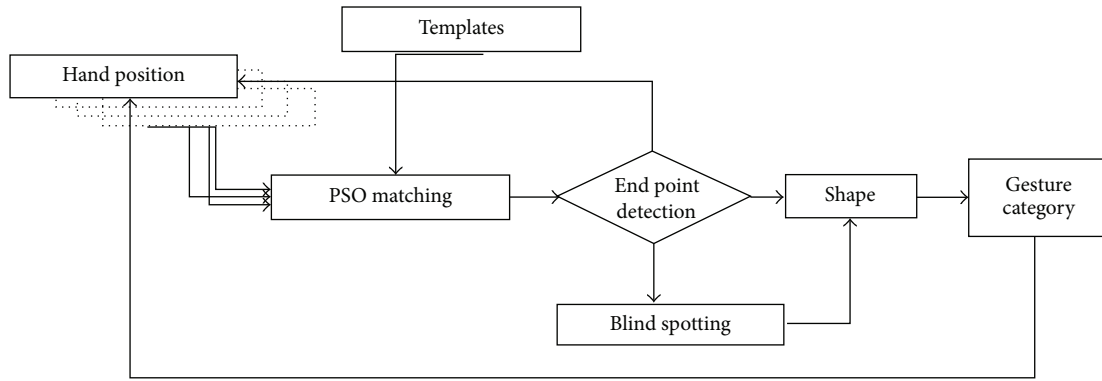 Templates
Hand position
PSO matching
End point
detection
Shape
Gesture
category
Blind spotting